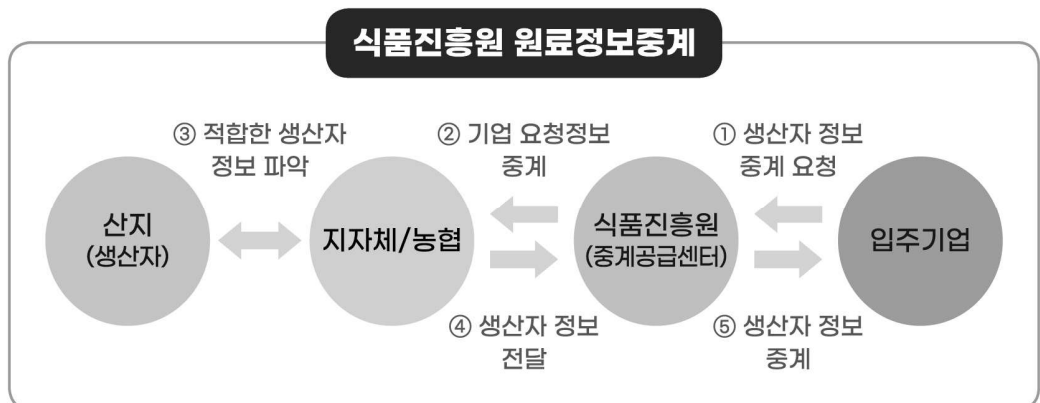 식품진흥원 원료정보중계
③ 적합한 생산자
정보 파악
② 기업 요청정보
중계
① 생산자 정보
중계 요청
산지
(생산자)
지자체/농협
식품진흥원
(중계공급센터)
입주기업
④ 생산자 정보
전달
⑤ 생산자 정보
중계